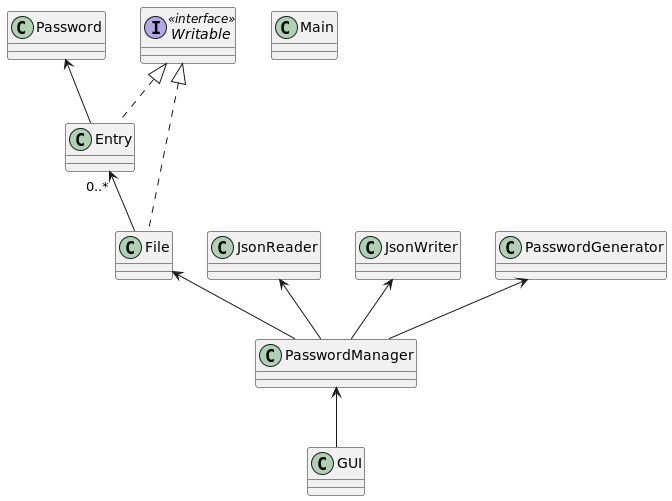 C Password
I «interface»
Writable
C Main
C Entry
0..*
C File
C JsonReader
C JsonWriter
C PasswordGenerator
C PasswordManager
C GUI